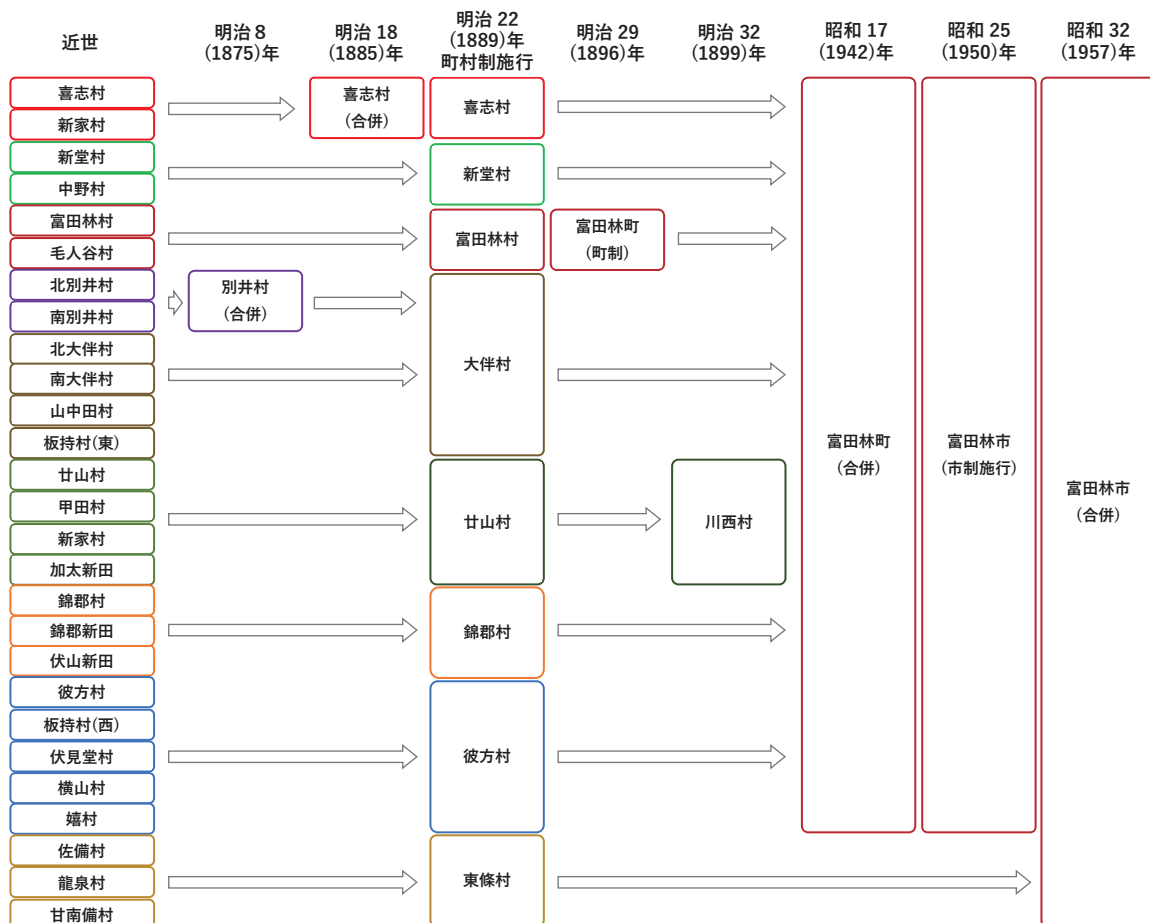 近世
明治 8
(1875)年
明治 18
(1885)年
明治 22
(1889)年
町村制施行
明治 29
(1896)年
明治 32
(1899)年
昭和 17
(1942)年
昭和 25
(1950)年
昭和 32
(1957)年
喜志村
新家村
新堂村
中野村
富田林村
毛人谷村
北別井村
南別井村
北大伴村
南大伴村
山中田村
板持村(東)
廿山村
甲田村
新家村
加太新田
錦郡村
錦郡新田
伏山新田
彼方村
板持村(西)
伏見堂村
横山村
嬉村
佐備村
龍泉村
甘南備村
別井村
(合併)
喜志村
(合併)
喜志村
新堂村
富田林村
大伴村
廿山村
錦郡村
彼方村
東條村
富田林町
(町制)
川西村
富田林町
(合併)
富田林市
(市制施行)
富田林市
(合併)